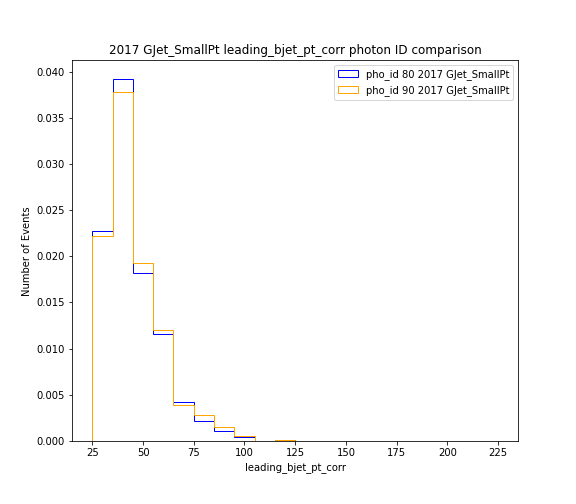 2017 GJet_SmallPt leading_bjet_pt_corr photon ID comparison
pho_id 80 2017 GJet_SmallPt
pho_id 90 2017 GJet_SmallPt
0.040
0.035
0.030
0.025
0.020
0.015
0.010
0.005
0.000
Number of Events
25 50 75 100 125 150 175 200 225
leading_bjet_pt_corr